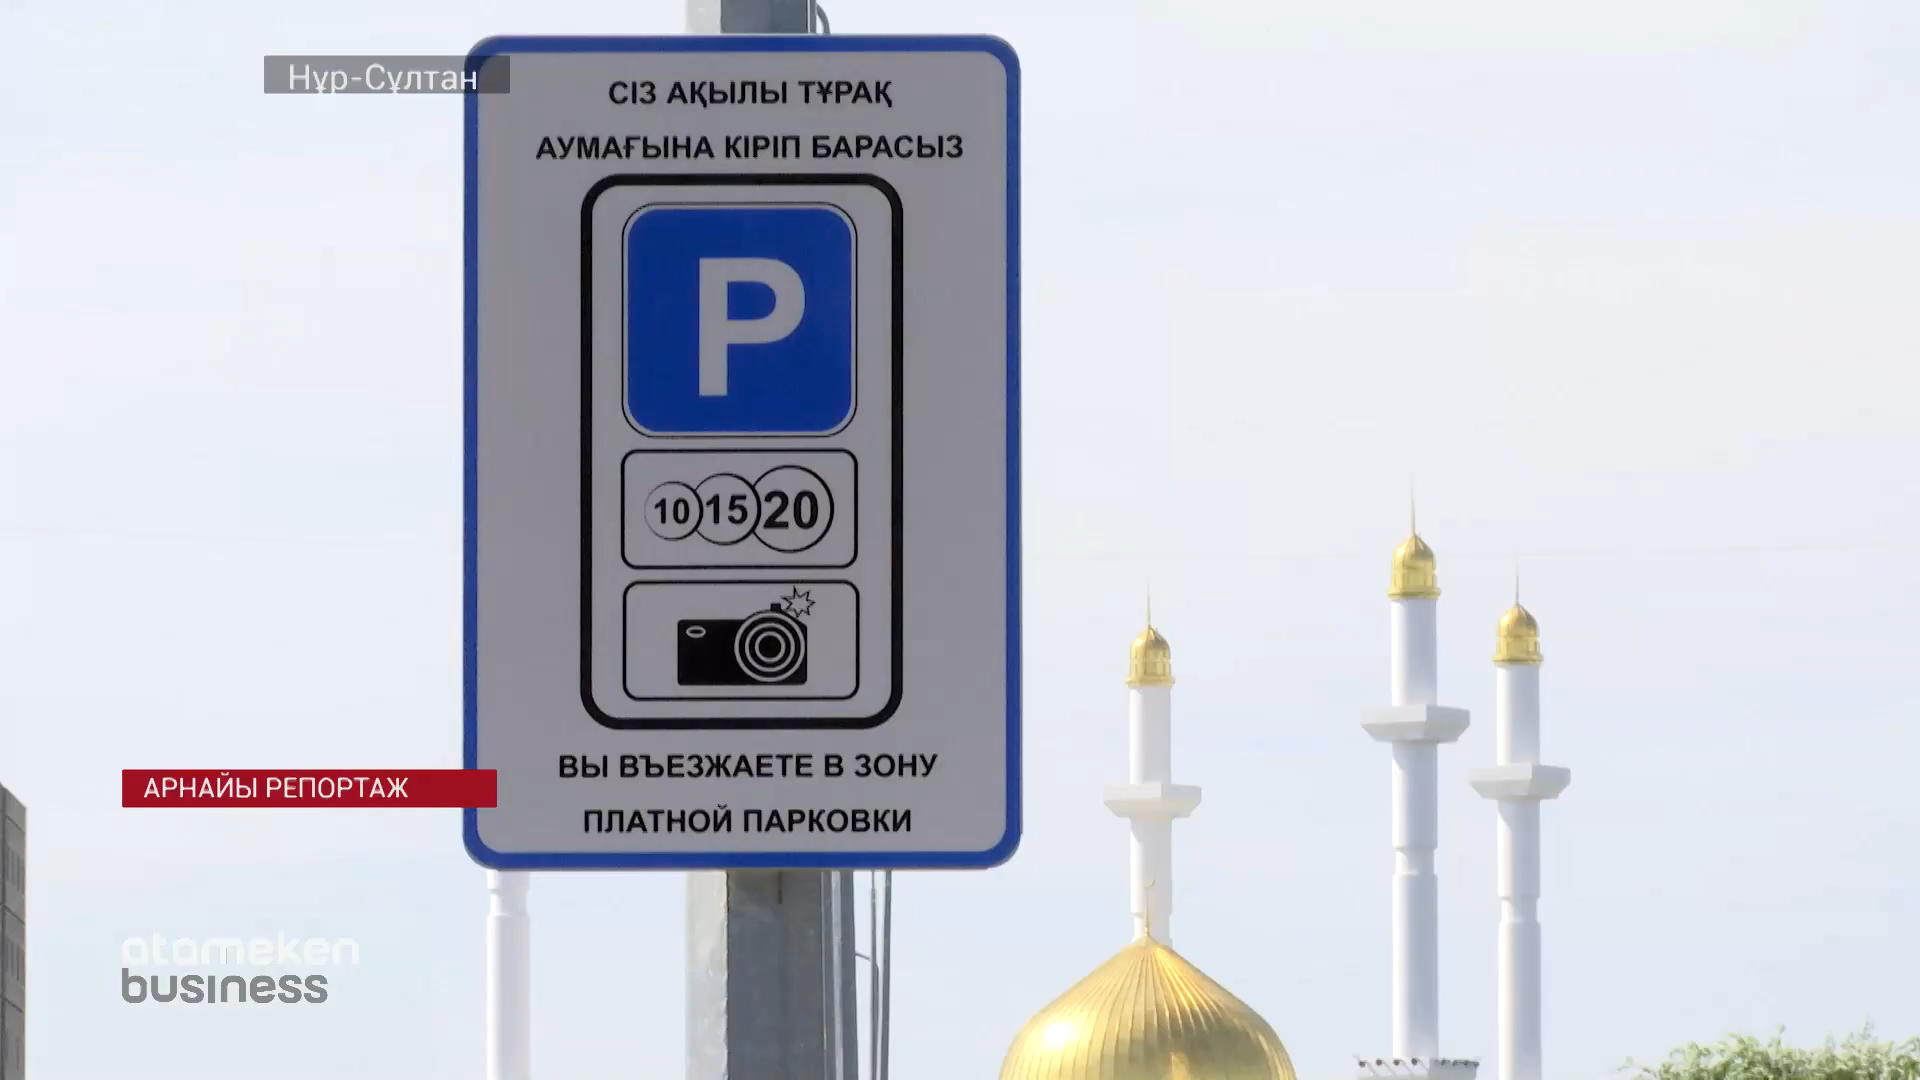 Нұр-Сұлтан
СІЗ АҚЫЛЫ ТҰРАҚ
АУМАҒЫНА КІРІП БАРАСЫЗ
P
10 15 20
ВЫ ВЪЕЗЖАЕТЕ В ЗОНУ
ПЛАТНОЙ ПАРКОВКИ
АРНАЙЫ РЕПОРТАЖ
atameken
business